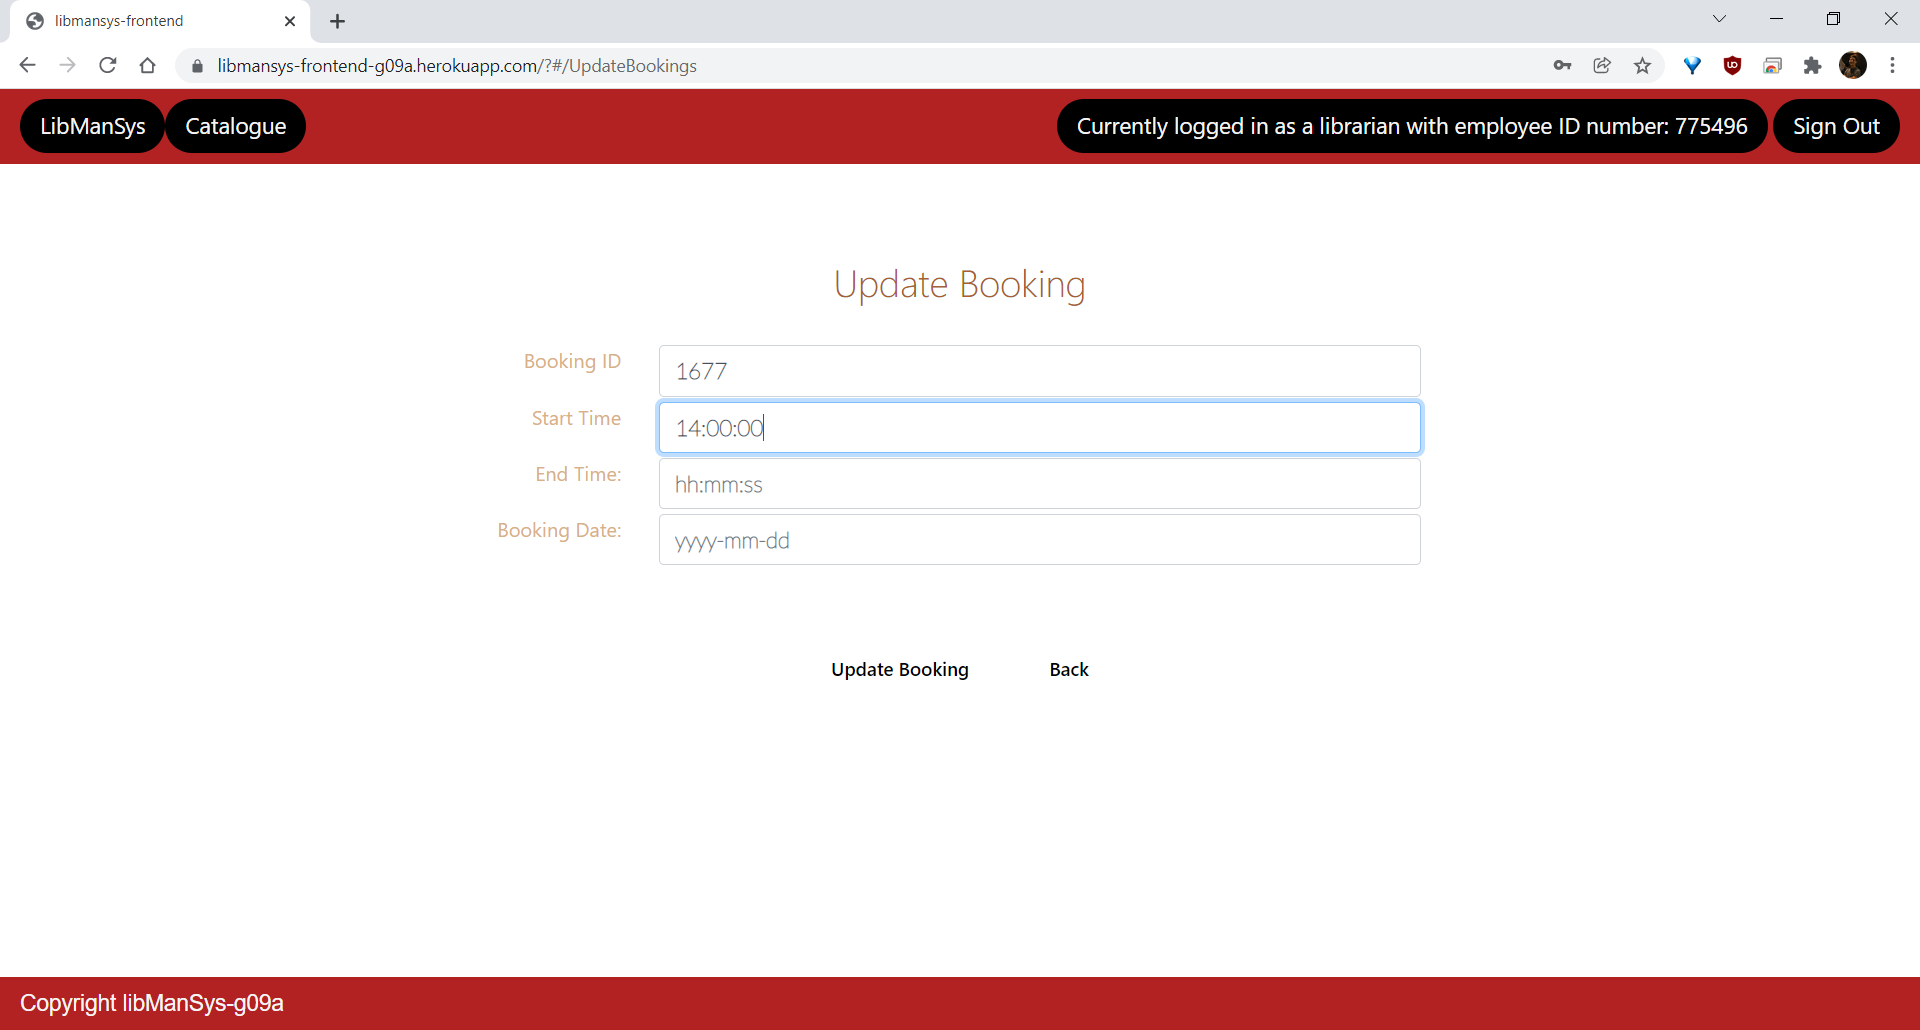 libmansys-frontend
libmansys-frontend-g09a.herokuapp.com/?#/UpdateBookings
LibManSys Catalogue Currently logged in as a librarian with employee ID number: 775496 Sign Out
Update Booking
Booking ID 1677
Start Time 14:00:00
End Time: hh:mm:ss
Booking Date: yyyy-mm-dd
Update Booking Back
Copyright libManSys-g09a